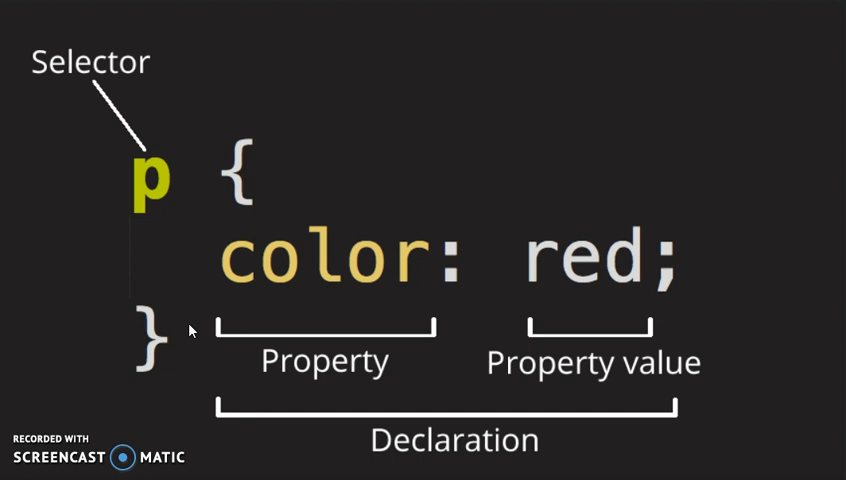 Selector
p {
color: red;
}
Property
Property value
Declaration
RECORDED WITH
SCREENCAST MATIC